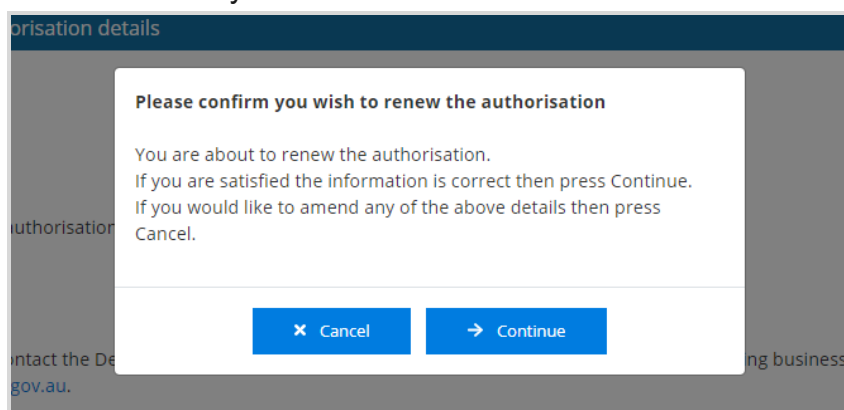 orisation details
Please confirm you wish to renew the authorisation
You are about to renew the authorisation.
If you are satisfied the information is correct then press Continue.
If you would like to amend any of the above details then press
Cancel.
uthorisation
Cancel
Continue
ontact the De
ng business
gov.au.